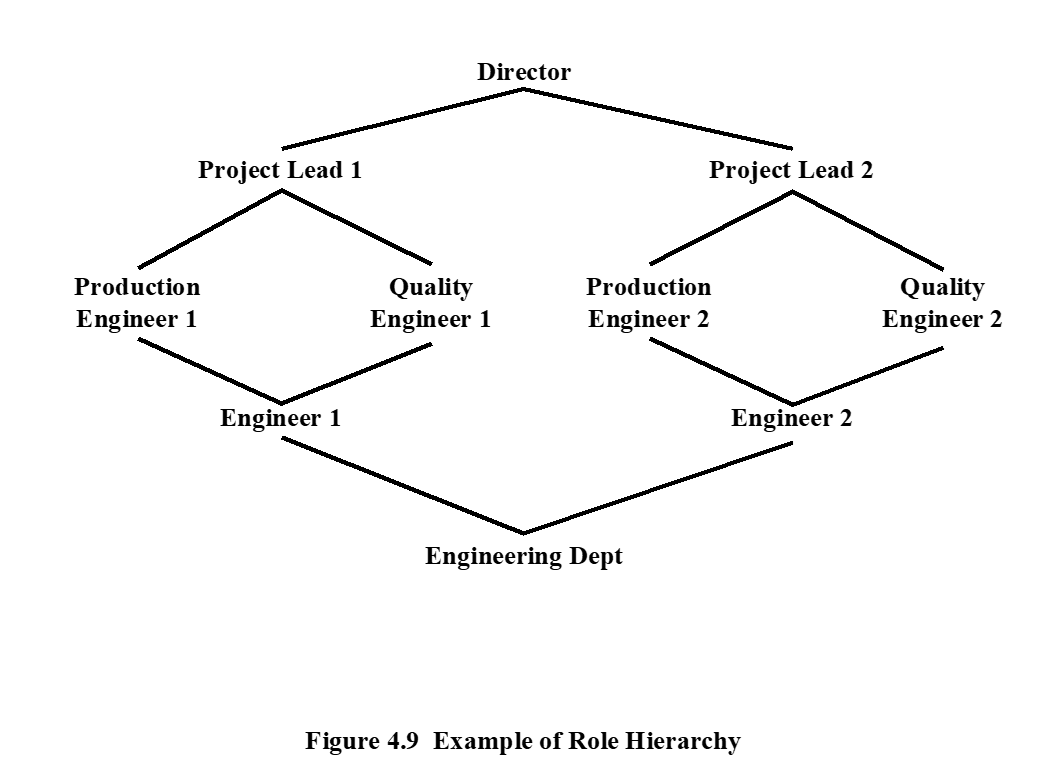 Director
Project Lead 1
Project Lead 2
Production
Engineer 1
Quality
Engineer 1
Production
Engineer 2
Quality
Engineer 2
Engineer 1
Engineer 2
Engineering Dept
Figure 4.9  Example of Role Hierarchy